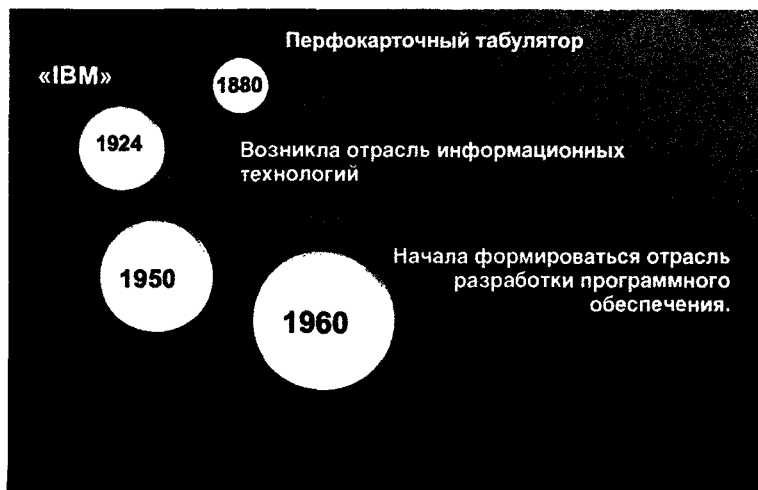 Перфокарточный табулятор
«IBM»
1880
1924
Возникла отрасль информационных
технологий
1950
Начала формироваться отрасль
разработки программного
обеспечения.
1960